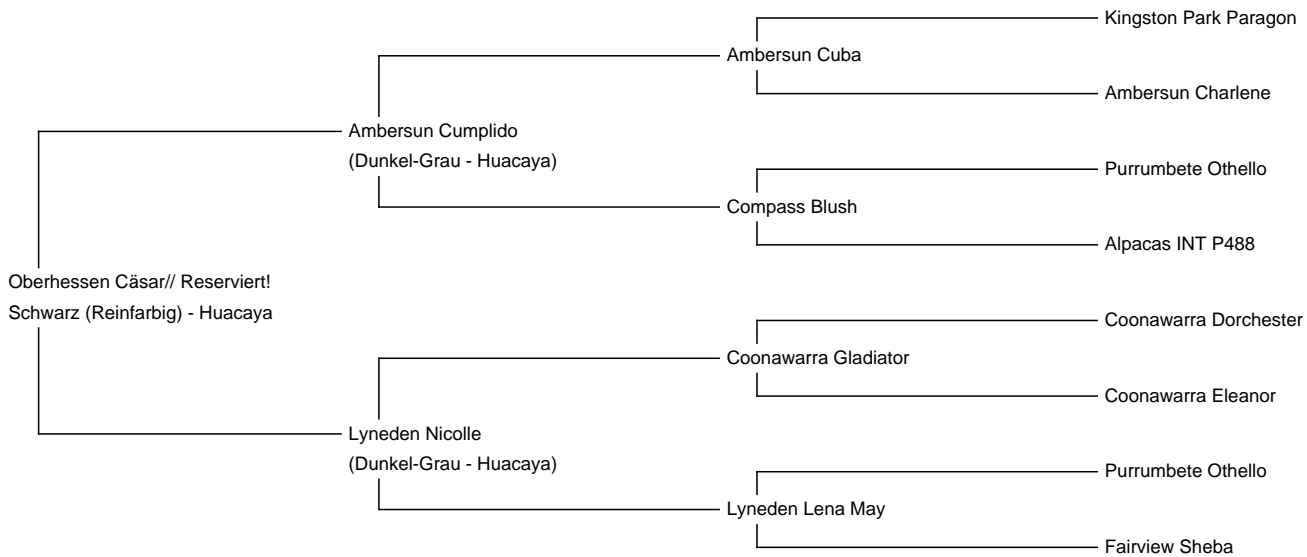 Kingston Park Paragon
Ambersun Cuba
Ambersun Charlene
Ambersun Cumplido
(Dunkel-Grau - Huacaya)
Purrumbete Othello
Compass Blush
Alpacas INT P488
Oberhessen Cäsar// Reserviert!
Schwarz (Reinfarbig) - Huacaya
Coonawarra Dorchester
Coonawarra Gladiator
Coonawarra Eleanor
Lyneden Nicolle
(Dunkel-Grau - Huacaya)
Purrumbete Othello
Lyneden Lena May
Fairview Sheba